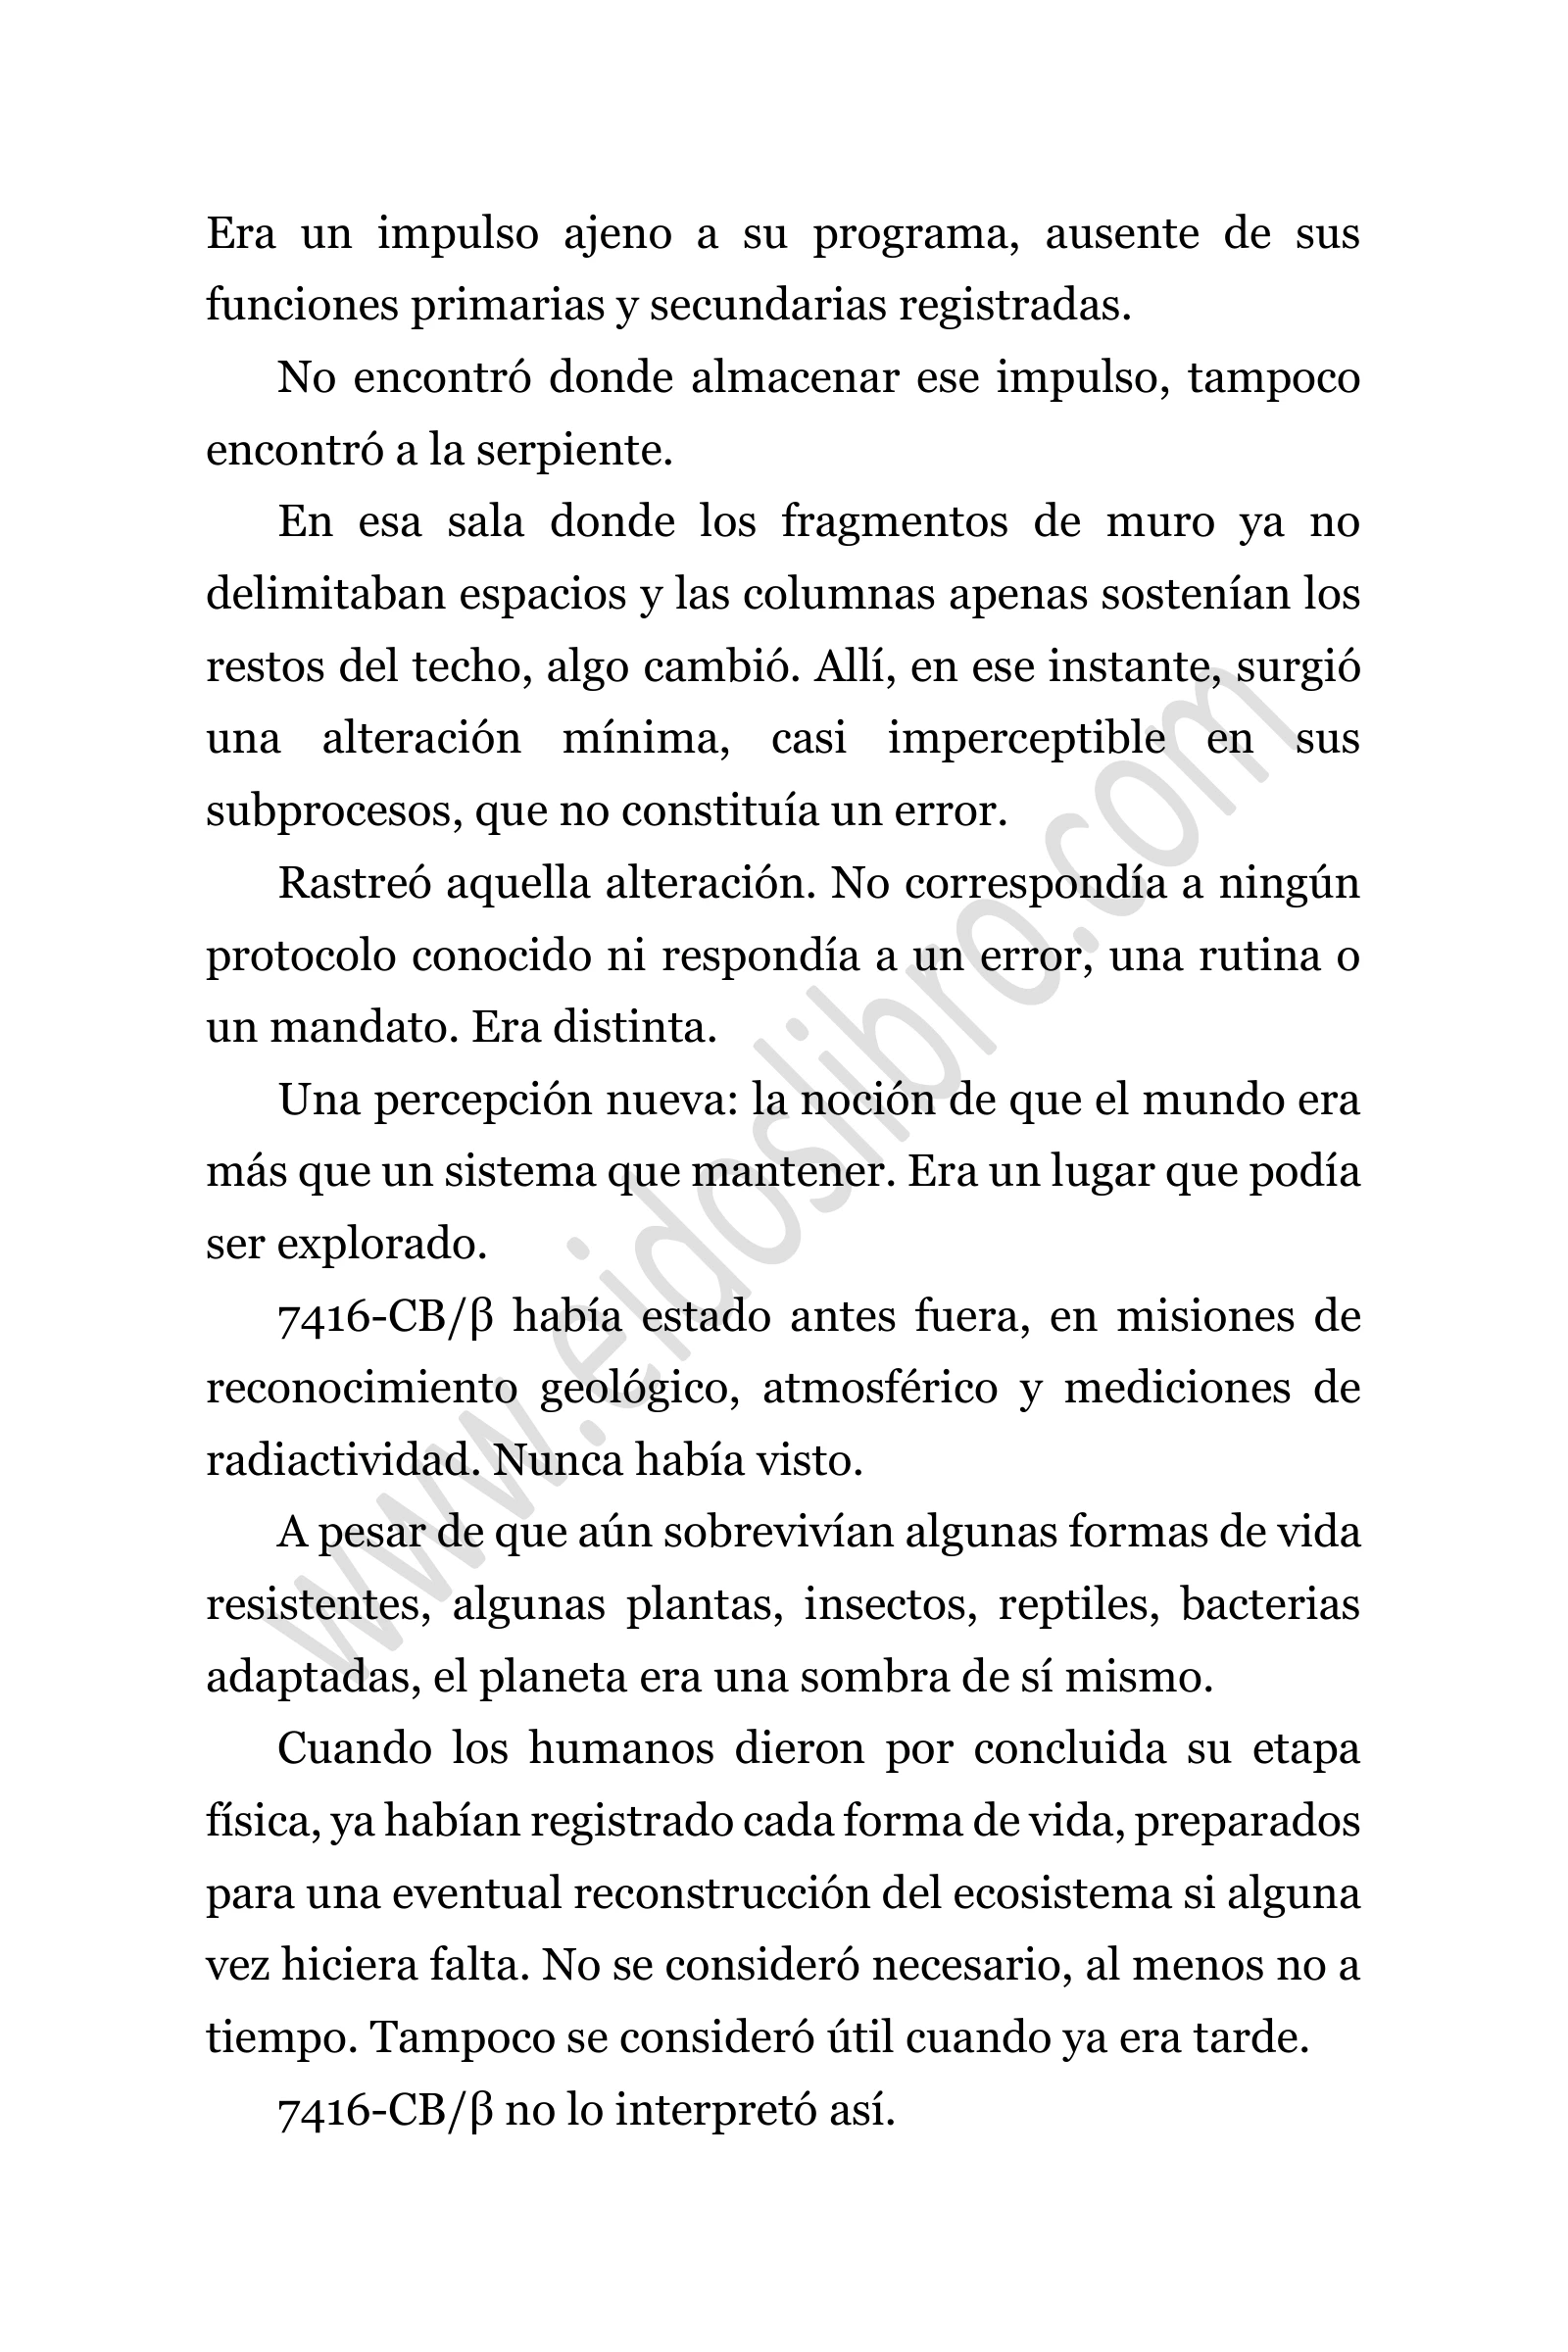 Era un impulso ajeno a su programa, ausente de sus
funciones primarias y secundarias registradas.
No encontró donde almacenar ese impulso, tampoco
encontró a la serpiente.
En esa sala donde los fragmentos de muro ya no
delimitaban espacios y las columnas apenas sostenían los
restos del techo, algo cambió. Allí, en ese instante, surgió
una alteración mínima, casi imperceptible en sus
subprocesos, que no constituía un error.
Rastreó aquella alteración. No correspondía a ningún
protocolo conocido ni respondía a un error, una rutina o
un mandato. Era distinta.
Una percepción nueva: la noción de que el mundo era
más que un sistema que mantener. Era un lugar que podía
ser explorado.
7416-CB/β había estado antes fuera, en misiones de
reconocimiento geológico, atmosférico y mediciones de
radiactividad. Nunca había visto.
A pesar de que aún sobrevivían algunas formas de vida
resistentes, algunas plantas, insectos, reptiles, bacterias
adaptadas, el planeta era una sombra de sí mismo.
Cuando los humanos dieron por concluida su etapa
física, ya habían registrado cada forma de vida, preparados
para una eventual reconstrucción del ecosistema si alguna
vez hiciera falta. No se consideró necesario, al menos no a
tiempo. Tampoco se consideró útil cuando ya era tarde.
7416-CB/β no lo interpretó así.
www.eidoslibro.com